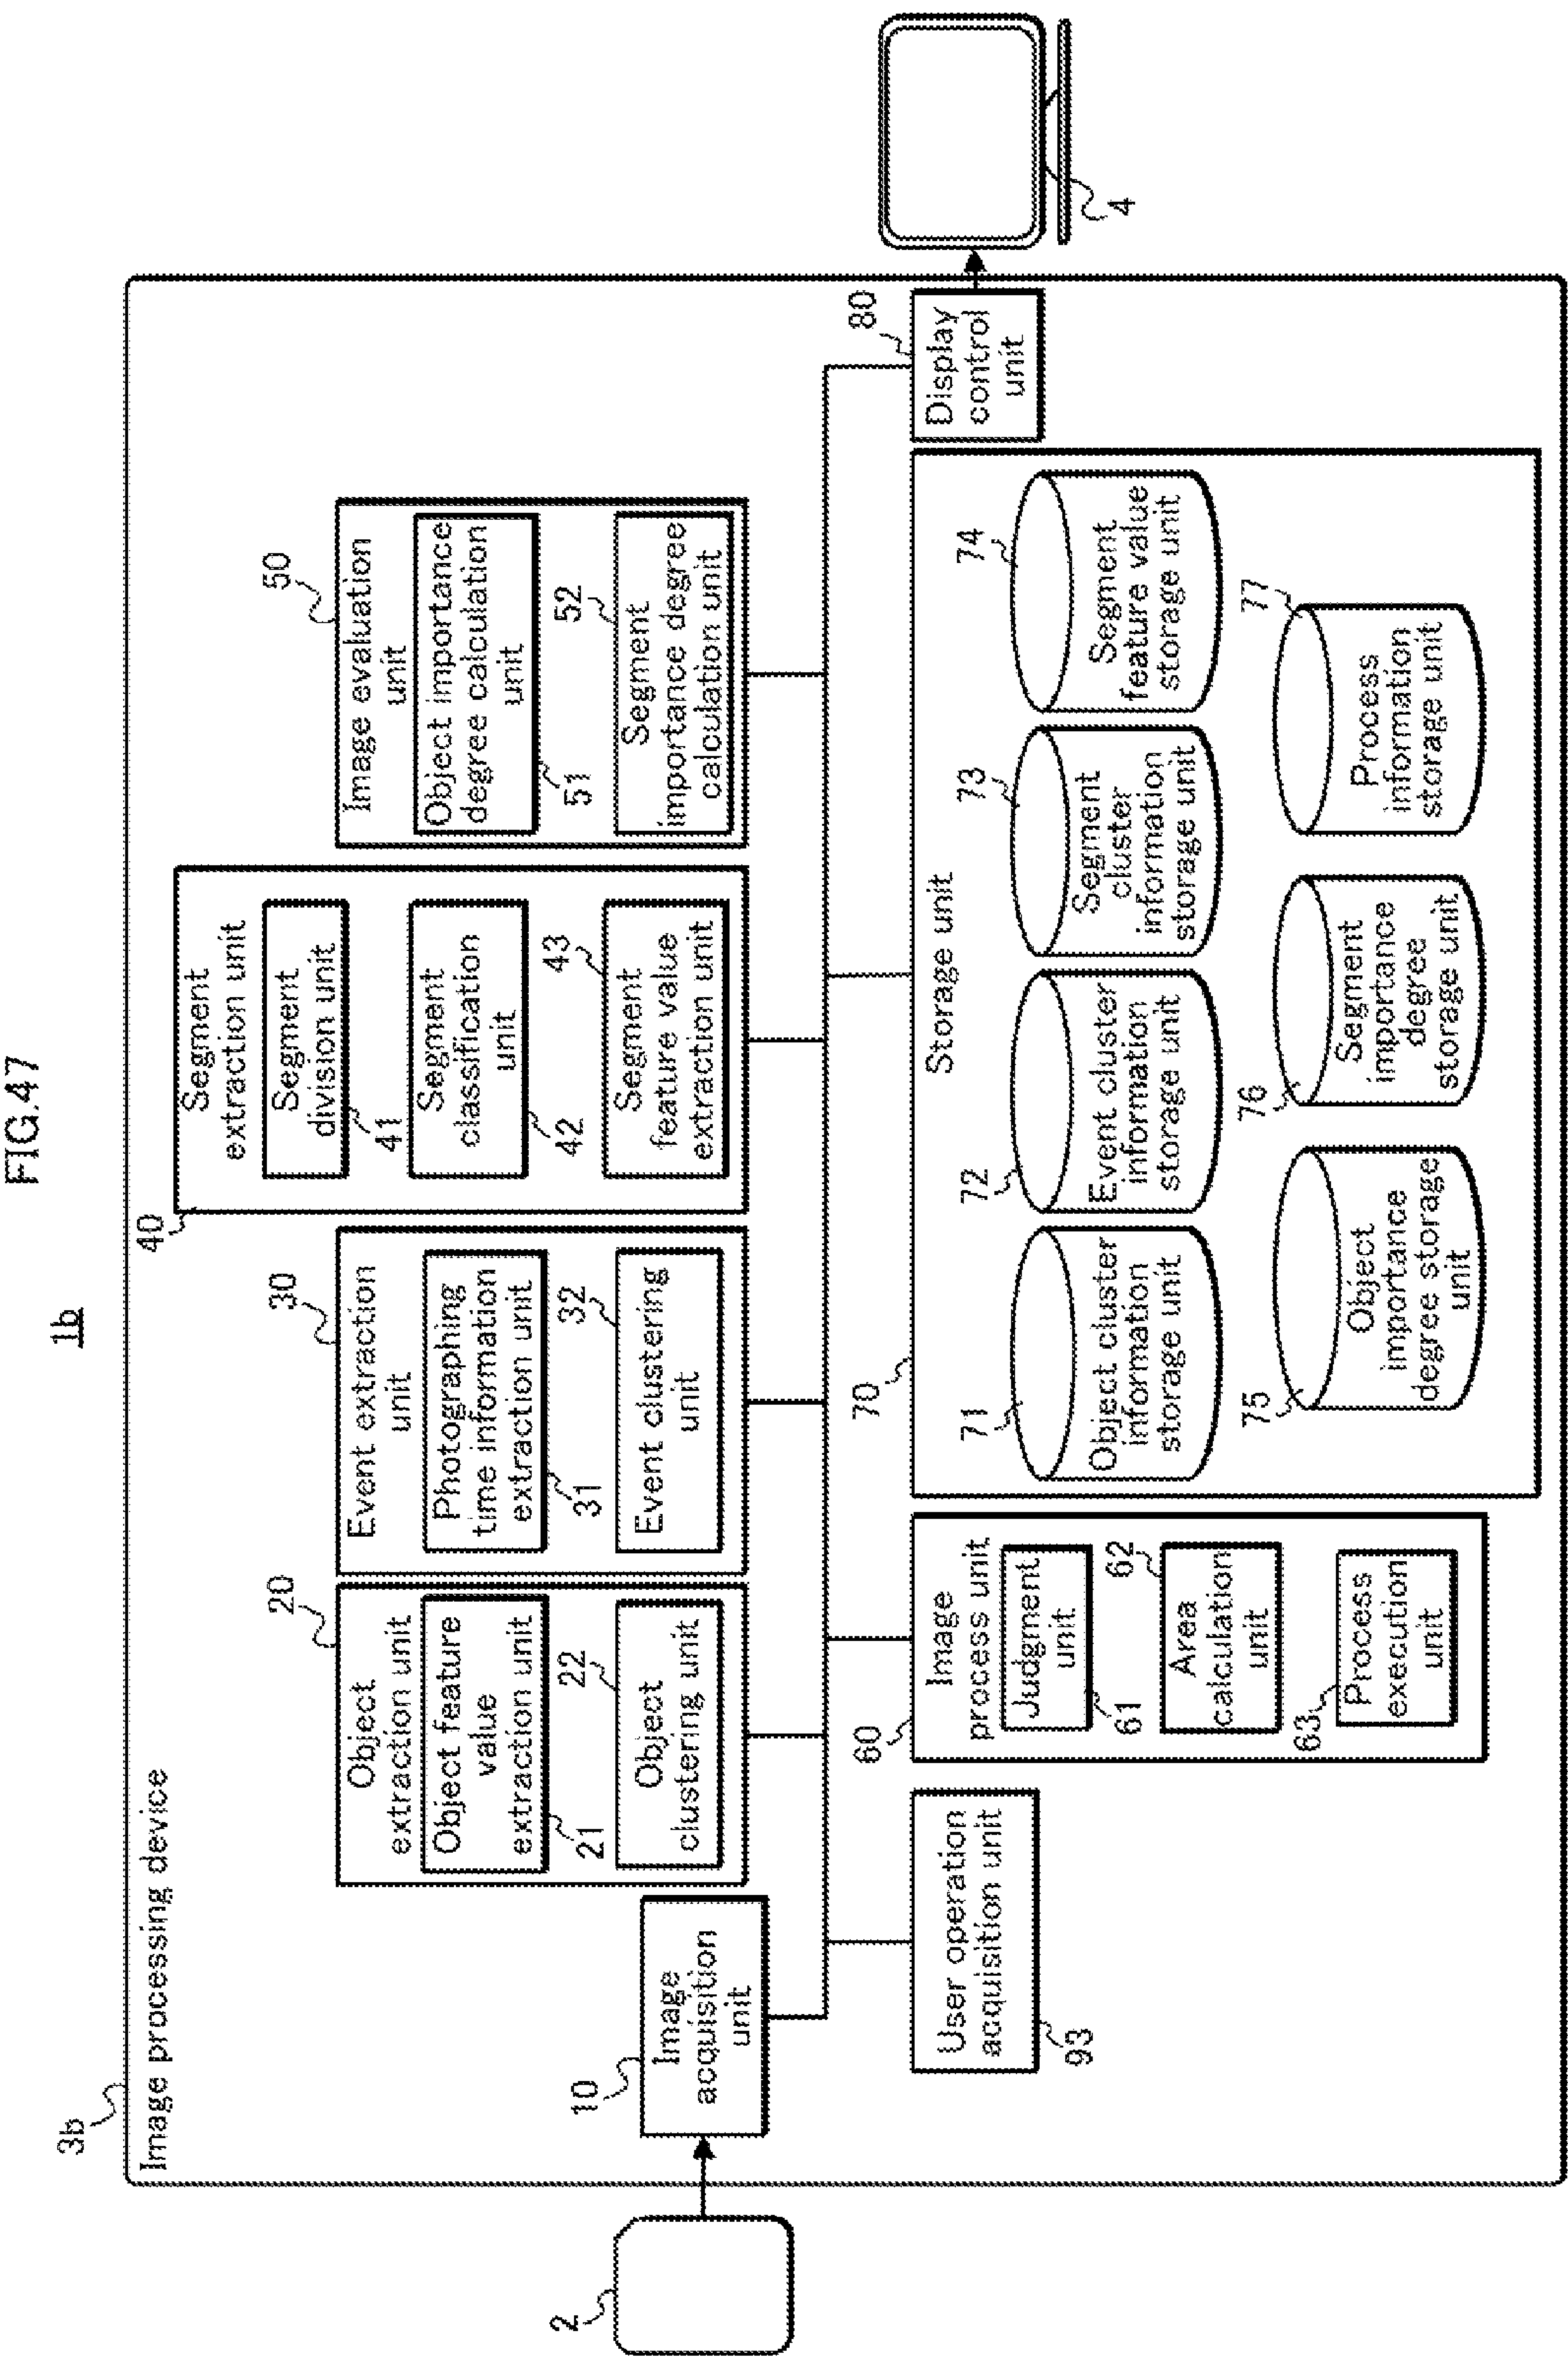 FIG.47
1b
3b
Image processing device
2
10
Image
acquisition
unit
20
Object
extraction unit
Object feature
value
extraction unit
21
22
Object
clustering unit
30
Event extraction
unit
Photographing
time information
extraction unit
31
32
Event clustering
unit
40
Segment
extraction unit
Segment
division unit
41
Segment
classification
unit
42
43
Segment
feature value
extraction unit
50
Image evaluation
unit
Object importance
degree calculation
unit
51
52
Segment
importance degree
calculation unit
User operation
acquisition unit
93
60
Image
process unit
Judgment
unit
61
62
Area
calculation
unit
63
Process
execution
unit
70
Storage unit
71
Object cluster
information
storage unit
72
Event cluster
information
storage unit
73
Segment
cluster
information
storage unit
74
Segment
feature value
storage unit
75
Object
importance
degree storage
unit
76
Segment
importance
degree
storage unit
77
Process
information
storage unit
80
Display
control
unit
4